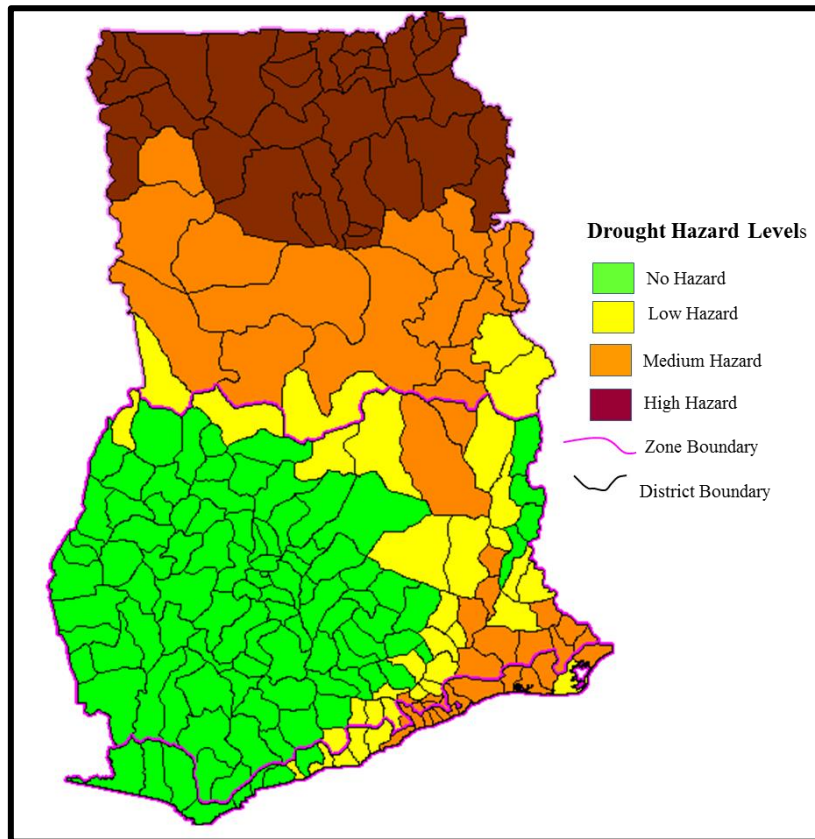 Drought Hazard Levels
No Hazard
Low Hazard
Medium Hazard
High Hazard
Zone Boundary
District Boundary